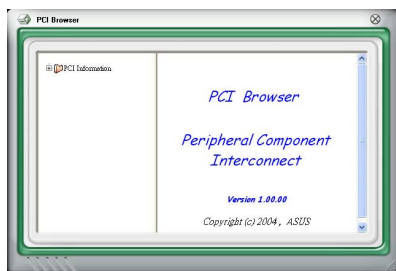 PCI Browser
PCI Information
PCI Browser
Peripheral Component
Interconnect
Version 1.00.00
Copyright (c) 2004 , ASUS